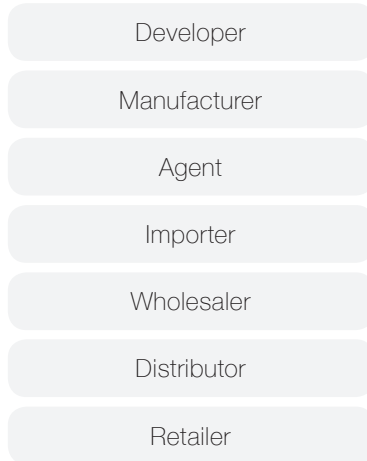 Developer
Manufacturer
Agent
Importer
Wholesaler
Distributor
Retailer